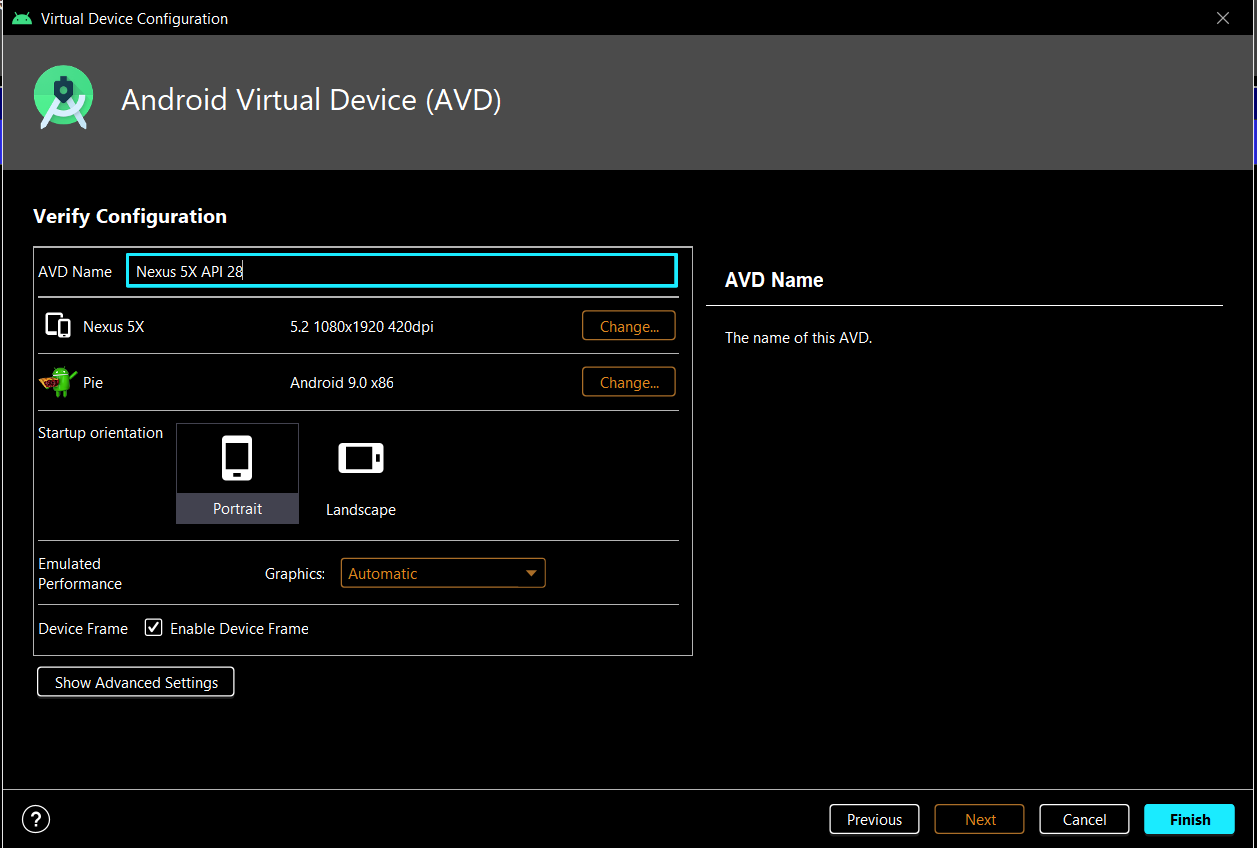 Virtual Device Configuration
Android Virtual Device (AVD)
Verify Configuration
AVD Name Nexus 5X API 28
Nexus 5X 5.2 1080x1920 420dpi Change...
Pie Android 9.0 x86 Change...
Startup orientation
Portrait Landscape
Emulated
Performance Graphics: Automatic
Device Frame Enable Device Frame
Show Advanced Settings
AVD Name
The name of this AVD.
? Previous Next Cancel Finish